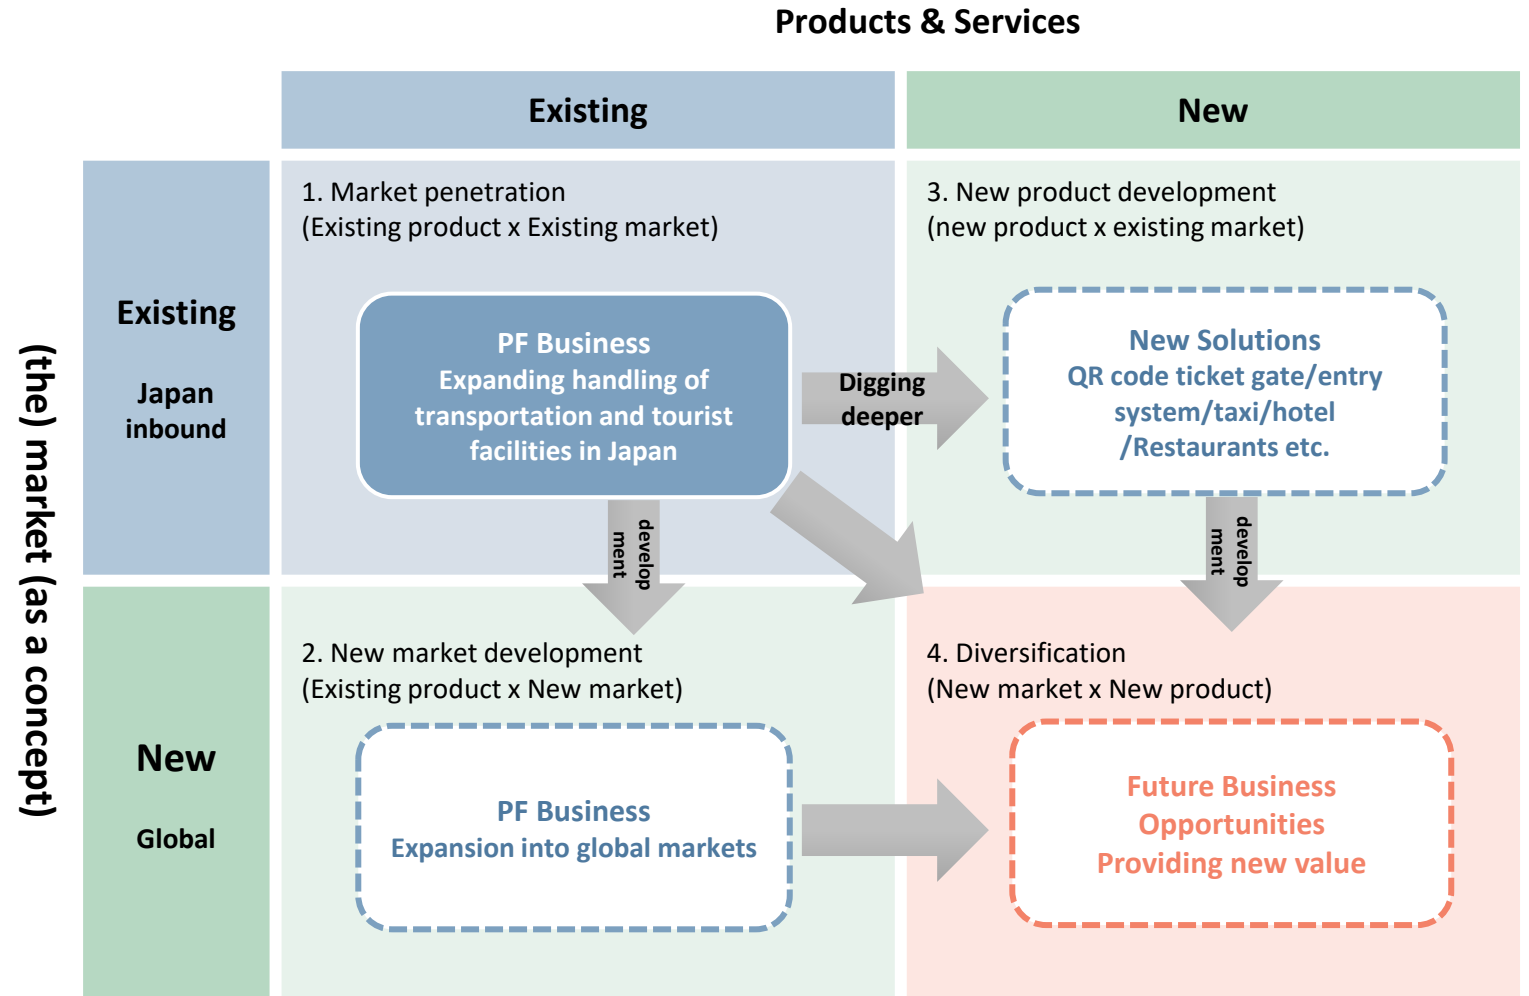 Products & Services
Existing
New
(the) market (as a concept)
Existing
Japan
inbound
1. Market penetration
(Existing product x Existing market)
PF Business
Expanding handling of
transportation and tourist
facilities in Japan
Digging
deeper
3. New product development
(new product x existing market)
New Solutions
QR code ticket gate/entry
system/taxi/hotel
/Restaurants etc.
develop
ment
develop
ment
New
Global
2. New market development
(Existing product x New market)
PF Business
Expansion into global markets
4. Diversification
(New market x New product)
Future Business
Opportunities
Providing new value